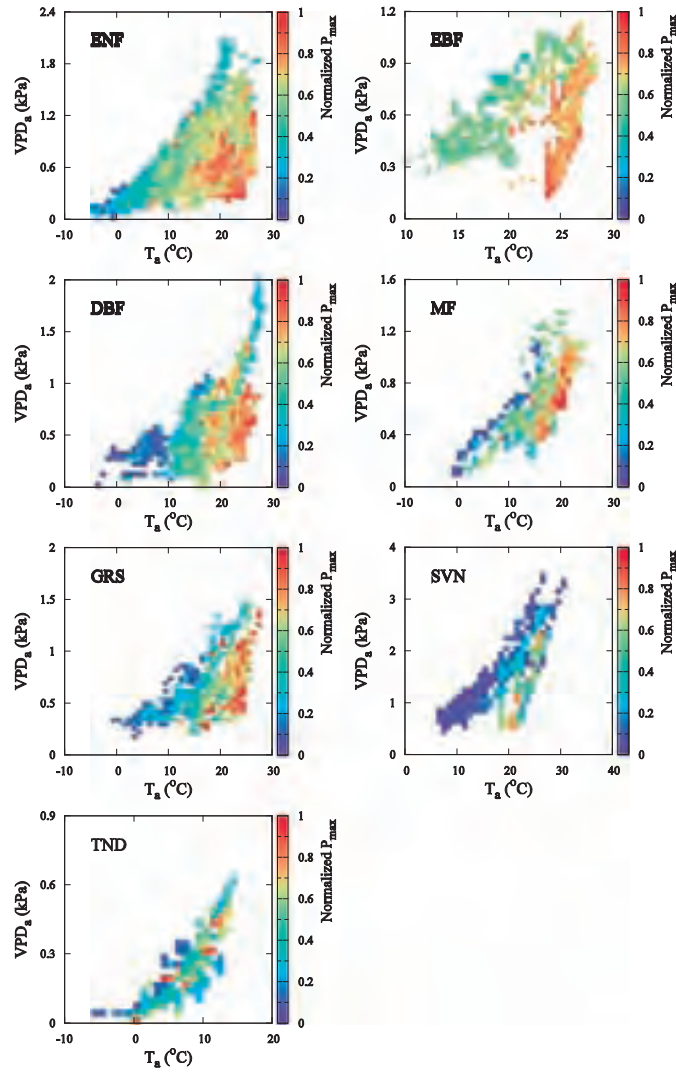 ENF
2.4
1.8
1.2
0.6
0
-10 0 10 20 30
VPDa (kPa)
Ta (°C)
1
0.8
0.6
0.4
0.2
0
Normalized Pmax
EBF
1.2
0.9
0.6
0.3
0
10 15 20 25 30
VPDa (kPa)
Ta (°C)
1
0.8
0.6
0.4
0.2
0
Normalized Pmax
DBF
2
1.5
1
0.5
0
-10 0 10 20 30
VPDa (kPa)
Ta (°C)
1
0.8
0.6
0.4
0.2
0
Normalized Pmax
MF
1.6
1.2
0.8
0.4
0
-10 0 10 20 30
VPDa (kPa)
Ta (°C)
1
0.8
0.6
0.4
0.2
0
Normalized Pmax
GRS
2
1.5
1
0.5
0
-10 0 10 20 30
VPDa (kPa)
Ta (°C)
1
0.8
0.6
0.4
0.2
0
Normalized Pmax
SVN
4
3
2
1
0
0 10 20 30 40
VPDa (kPa)
Ta (°C)
1
0.8
0.6
0.4
0.2
0
Normalized Pmax
TND
0.9
0.6
0.3
0
-10 0 10 20
VPDa (kPa)
Ta (°C)
1
0.8
0.6
0.4
0.2
0
Normalized Pmax